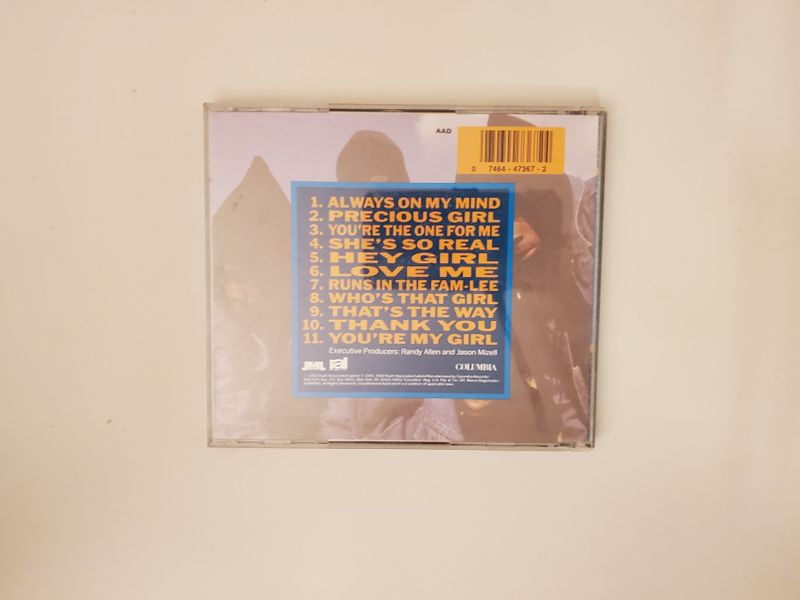 AAD
0 7464-47367-2
1. ALWAYS ON MY MIND
2. PRECIOUS GIRL
3. YOU'RE THE ONE FOR ME
4. SHE'S SO REAL
5. HEY GIRL
6. LOVE ME
7. RUNS IN THE FAM-LEE
8. WHO'S THAT GIRL
9. THAT'S THE WAY
10. THANK YOU
11. YOU'RE MY GIRL
Executive Producers: Randy Allen and Jason Mizell
JMJ ral COLUMBIA